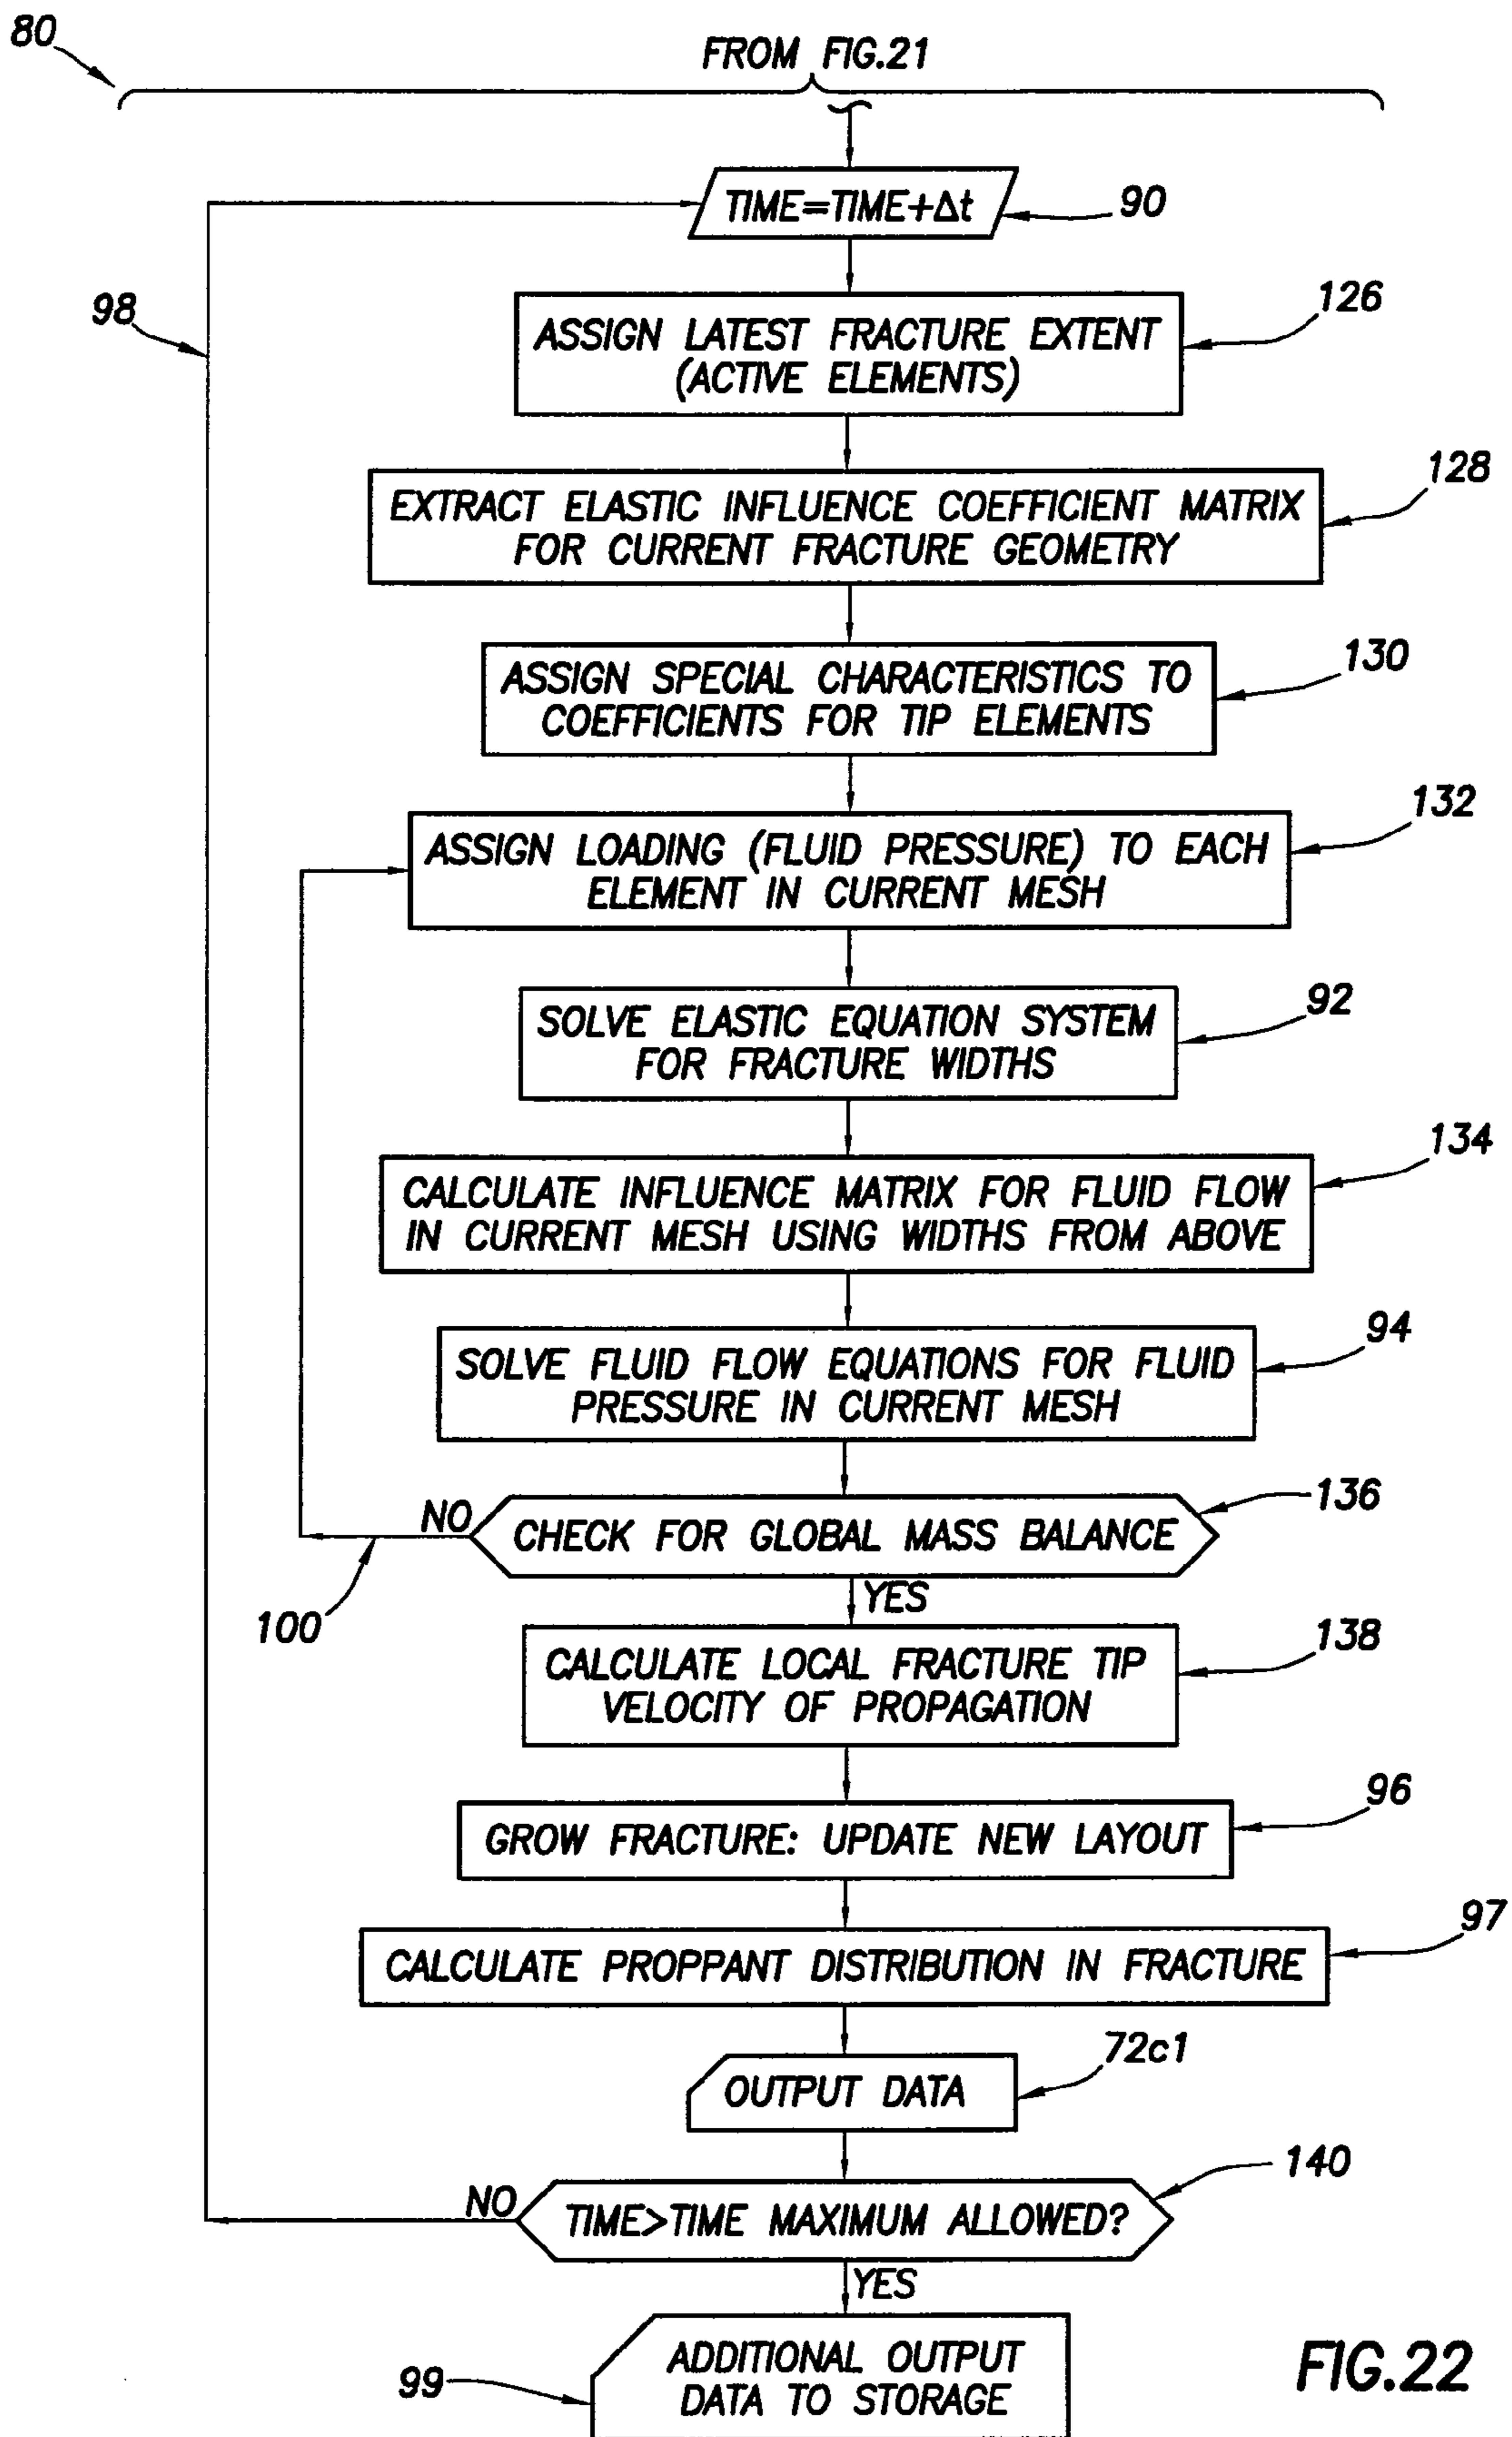 80
FROM FIG.21
TIME=TIME+Δt
90
98
126
ASSIGN LATEST FRACTURE EXTENT
(ACTIVE ELEMENTS)
128
EXTRACT ELASTIC INFLUENCE COEFFICIENT MATRIX
FOR CURRENT FRACTURE GEOMETRY
130
ASSIGN SPECIAL CHARACTERISTICS TO
COEFFICIENTS FOR TIP ELEMENTS
132
ASSIGN LOADING (FLUID PRESSURE) TO EACH
ELEMENT IN CURRENT MESH
92
SOLVE ELASTIC EQUATION SYSTEM
FOR FRACTURE WIDTHS
134
CALCULATE INFLUENCE MATRIX FOR FLUID FLOW
IN CURRENT MESH USING WIDTHS FROM ABOVE
94
SOLVE FLUID FLOW EQUATIONS FOR FLUID
PRESSURE IN CURRENT MESH
136
NO
CHECK FOR GLOBAL MASS BALANCE
100
YES
138
CALCULATE LOCAL FRACTURE TIP
VELOCITY OF PROPAGATION
96
GROW FRACTURE: UPDATE NEW LAYOUT
97
CALCULATE PROPPANT DISTRIBUTION IN FRACTURE
72c1
OUTPUT DATA
140
NO
TIME>TIME MAXIMUM ALLOWED?
YES
99
ADDITIONAL OUTPUT
DATA TO STORAGE
FIG.22